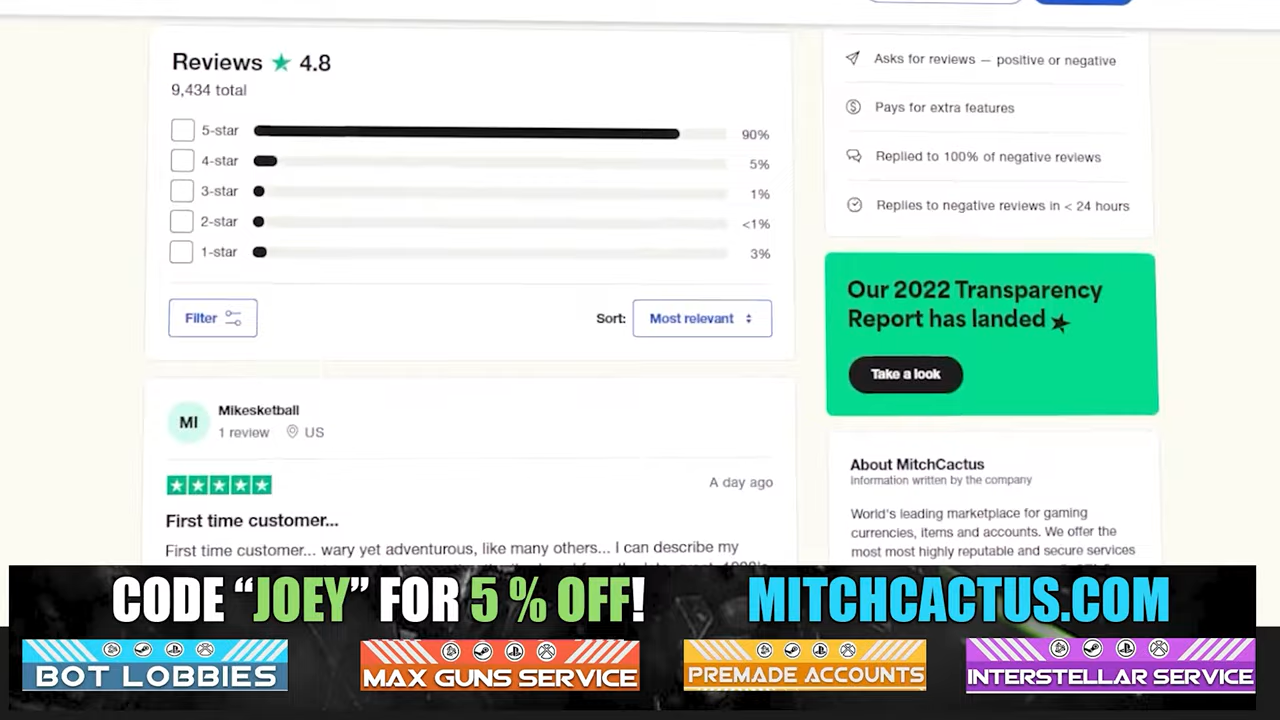 Reviews ★ 4.8
9,434 total
5-star 90%
4-star 5%
3-star 1%
2-star <1%
1-star 3%
Filter
Sort: Most relevant
MI
Mikesketball
1 review US
A day ago
First time customer...
First time customer... wary yet adventurous, like many others... I can describe my
Asks for reviews — positive or negative
Pays for extra features
Replied to 100% of negative reviews
Replies to negative reviews in < 24 hours
Our 2022 Transparency
Report has landed
Take a look
About MitchCactus
Information written by the company
World's leading marketplace for gaming
currencies, items and accounts. We offer the
most most highly reputable and secure services
CODE “JOEY” FOR 5 % OFF!
MITCHCACTUS.COM
BOT LOBBIES
MAX GUNS SERVICE
PREMADE ACCOUNTS
INTERSTELLAR SERVICE